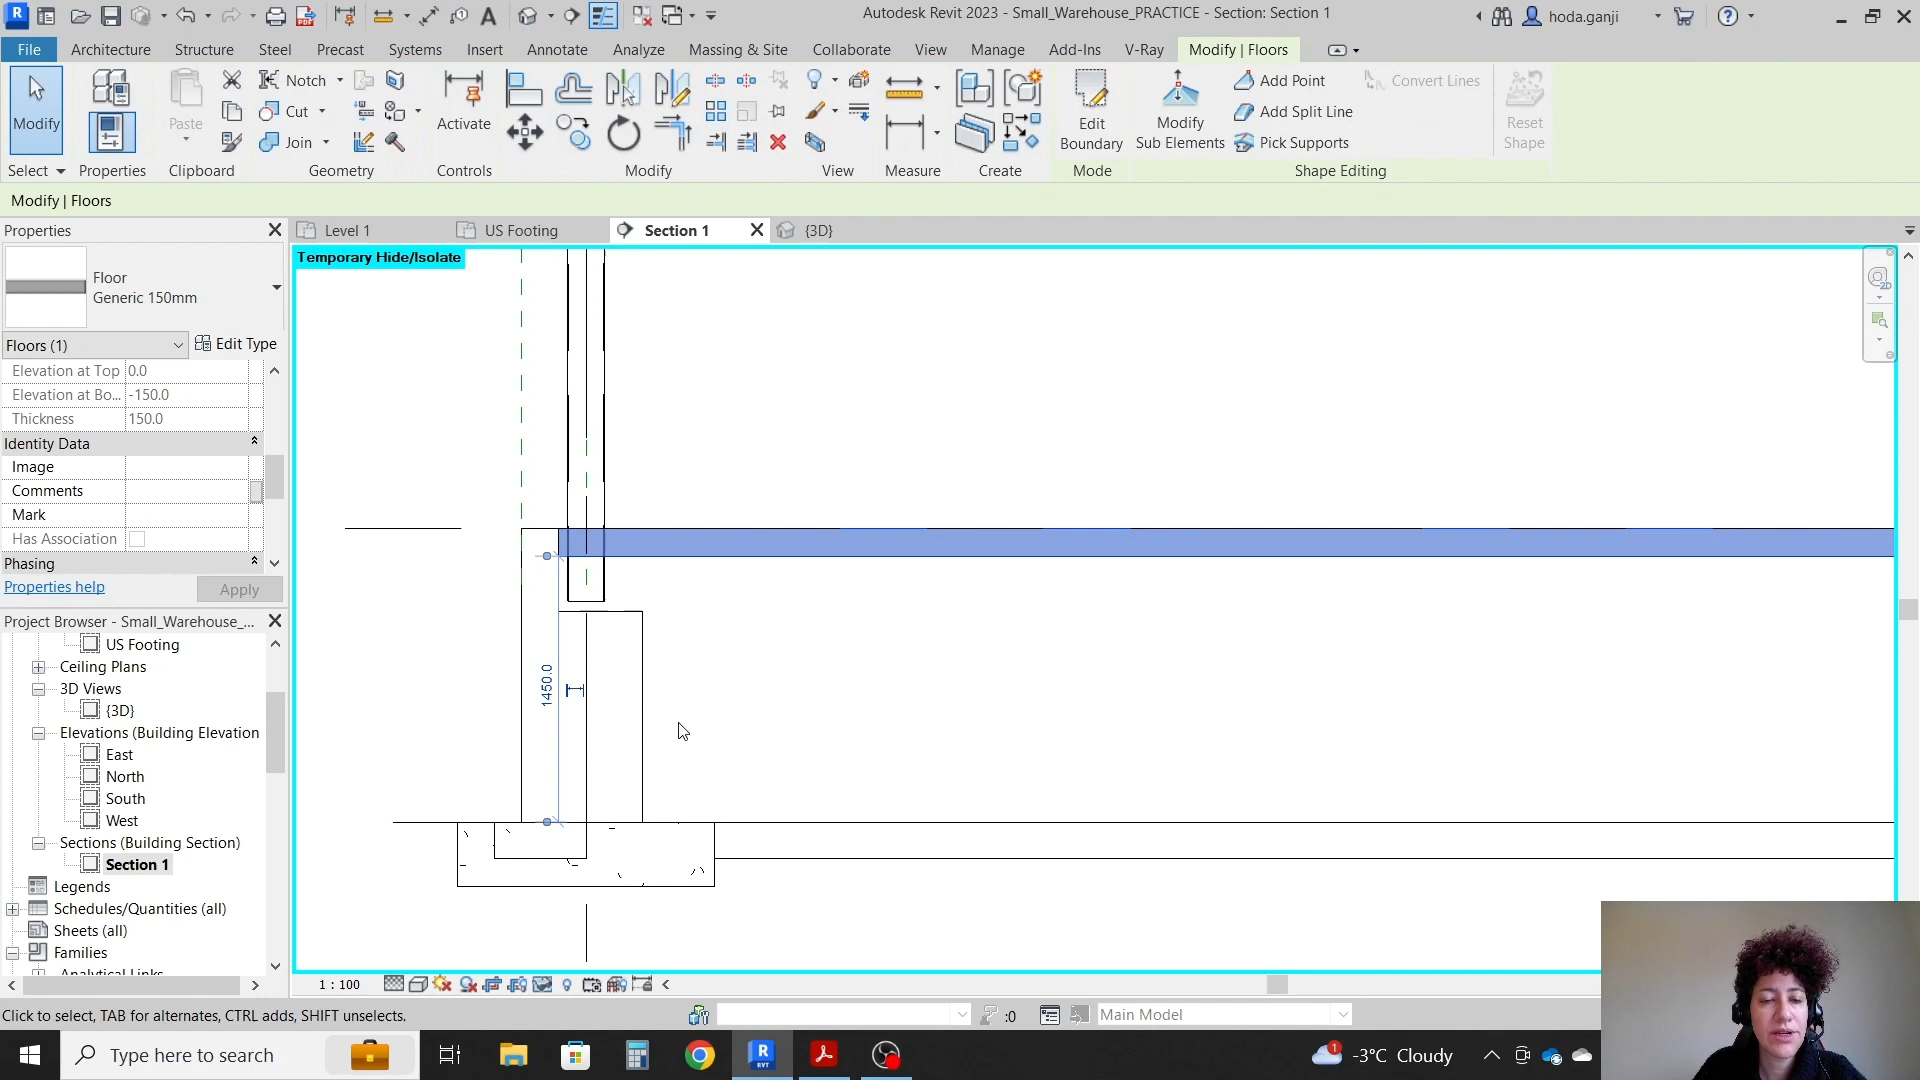 Autodesk Revit 2023 - Small_Warehouse_PRACTICE - Section: Section 1
hoda.ganji
File Architecture Structure Steel Precast Systems Insert Annotate Analyze Massing & Site Collaborate View Manage Add-Ins V-Ray Modify | Floors
Notch
Add Point
Convert Lines
Modify
Paste
Cut
Activate
Edit
Boundary
Modify
Sub Elements
Add Split Line
Reset
Shape
Join
Pick Supports
Select Properties Clipboard Geometry Controls Modify View Measure Create Mode Shape Editing
Modify | Floors
Properties
Level 1
US Footing
Section 1
{3D}
Temporary Hide/Isolate
Floor
Generic 150mm
Floors (1)
Edit Type
Elevation at Top 0.0
Elevation at Bo... -150.0
Thickness 150.0
Identity Data
Image
Comments
Mark
Has Association
Phasing
Properties help
Apply
2D
1450.0
Project Browser - Small_Warehouse_...
US Footing
Ceiling Plans
3D Views
{3D}
Elevations (Building Elevation
East
North
South
West
Sections (Building Section)
Section 1
Legends
Schedules/Quantities (all)
Sheets (all)
Families
Analytical Links
1 : 100
Click to select, TAB for alternates, CTRL adds, SHIFT unselects.
:0
Main Model
Type here to search
R
RVT
1
-3°C Cloudy